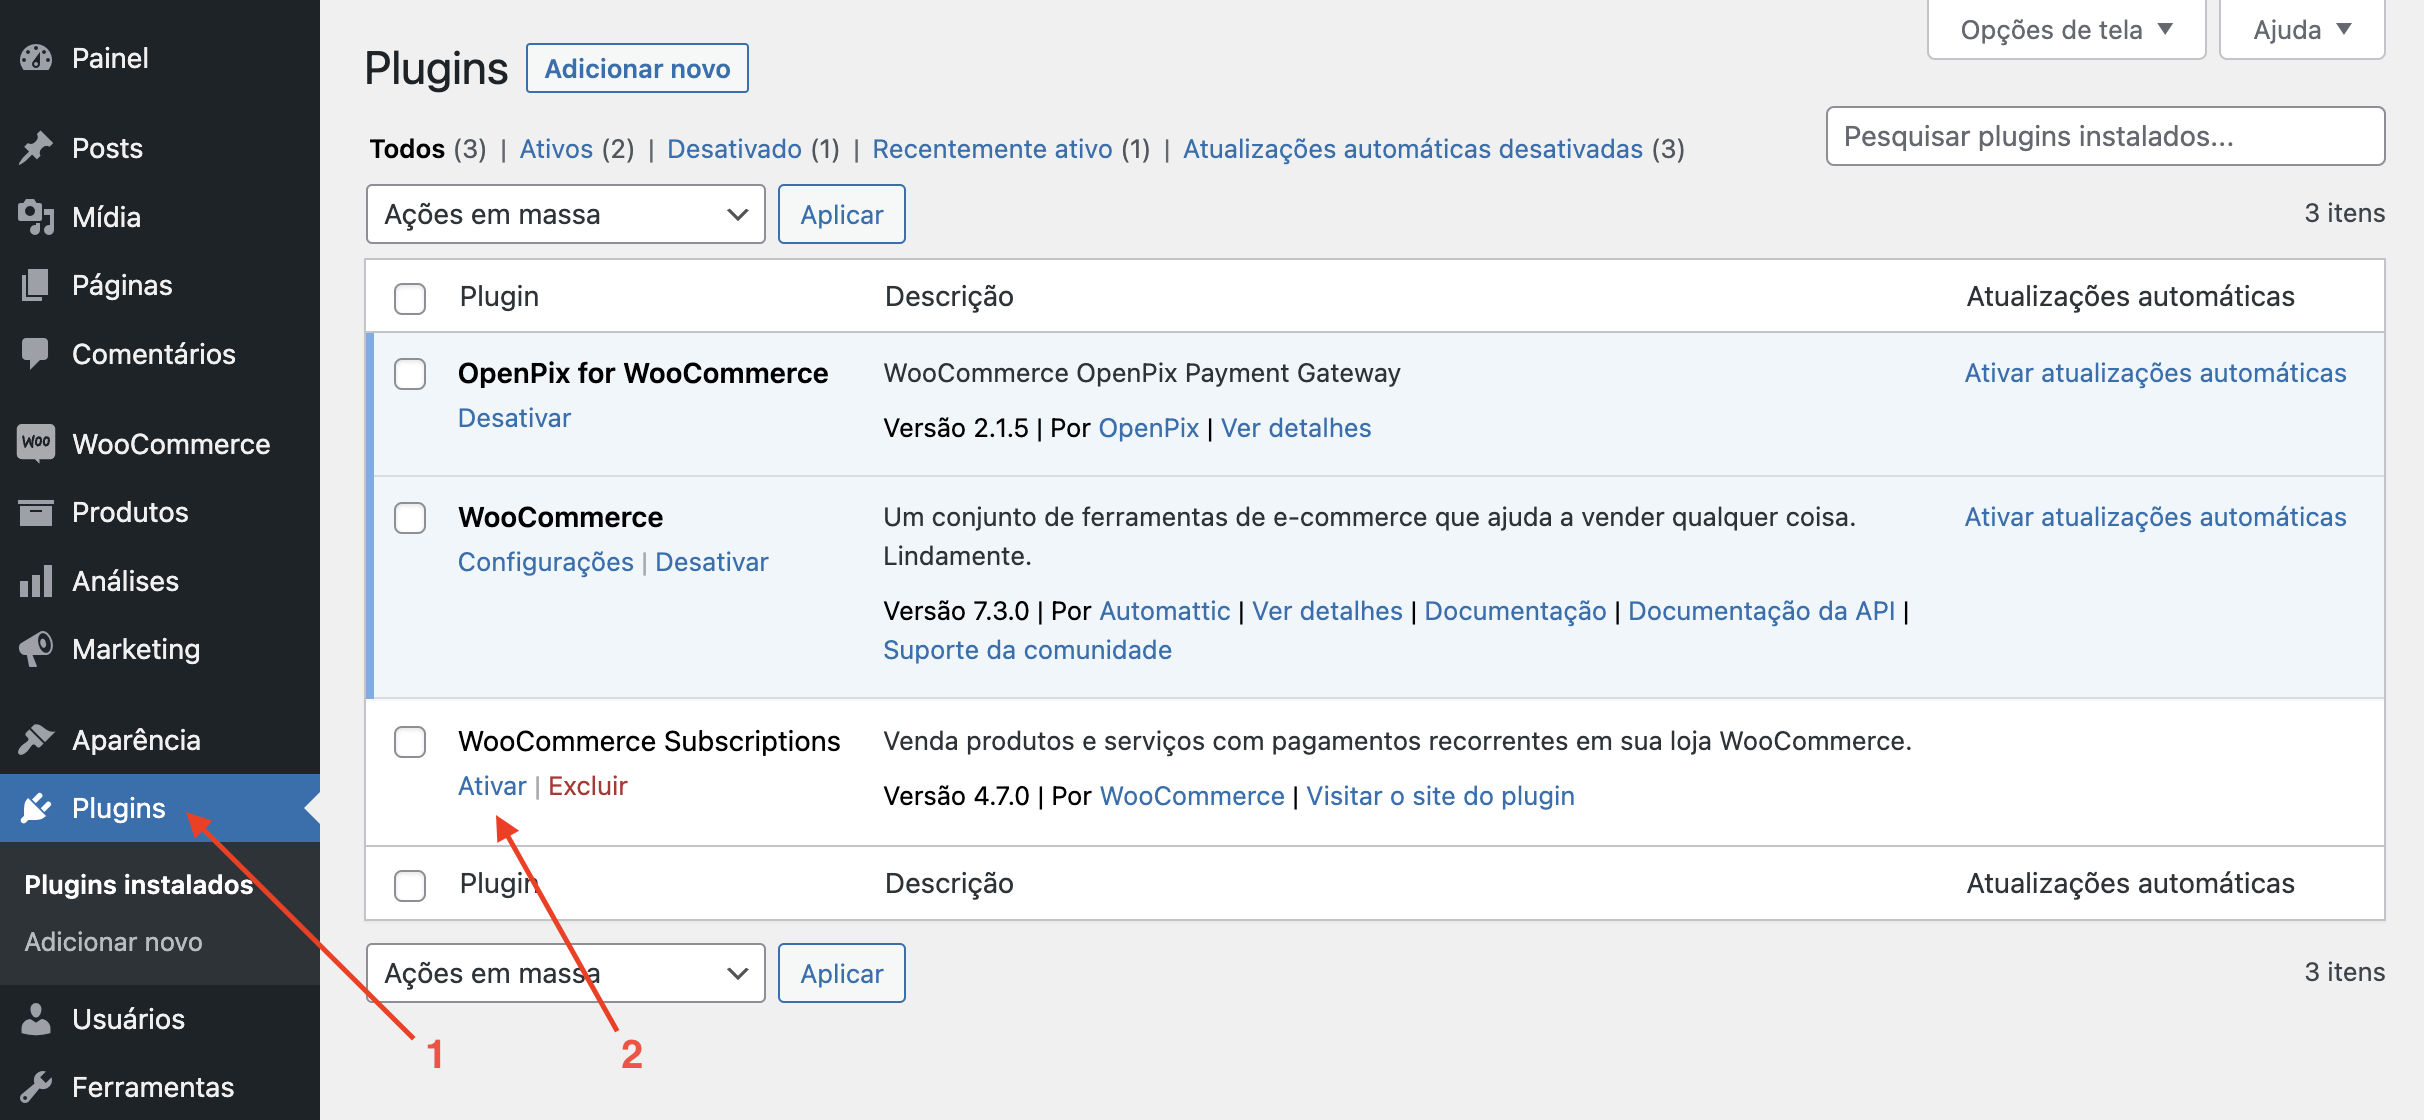 Painel
Posts
Mídia
Páginas
Comentários
Woo WooCommerce
Produtos
Análises
Marketing
Aparência
Plugins
Plugins instalados
Adicionar novo
Usuários
Ferramentas
Opções de tela Ajuda
Plugins Adicionar novo
Todos (3) | Ativos (2) | Desativado (1) | Recentemente ativo (1) | Atualizações automáticas desativadas (3)
Pesquisar plugins instalados...
Ações em massa Aplicar 3 itens
Plugin Descrição Atualizações automáticas
OpenPix for WooCommerce WooCommerce OpenPix Payment Gateway Ativar atualizações automáticas
Desativar
Versão 2.1.5 | Por OpenPix | Ver detalhes
WooCommerce Um conjunto de ferramentas de e-commerce que ajuda a vender qualquer coisa. Ativar atualizações automáticas
Lindamente.
Configurações | Desativar
Versão 7.3.0 | Por Automattic | Ver detalhes | Documentação | Documentação da API |
Suporte da comunidade
WooCommerce Subscriptions Venda produtos e serviços com pagamentos recorrentes em sua loja WooCommerce.
Ativar | Excluir
Versão 4.7.0 | Por WooCommerce | Visitar o site do plugin
Plugin Descrição Atualizações automáticas
Ações em massa Aplicar 3 itens
1 2